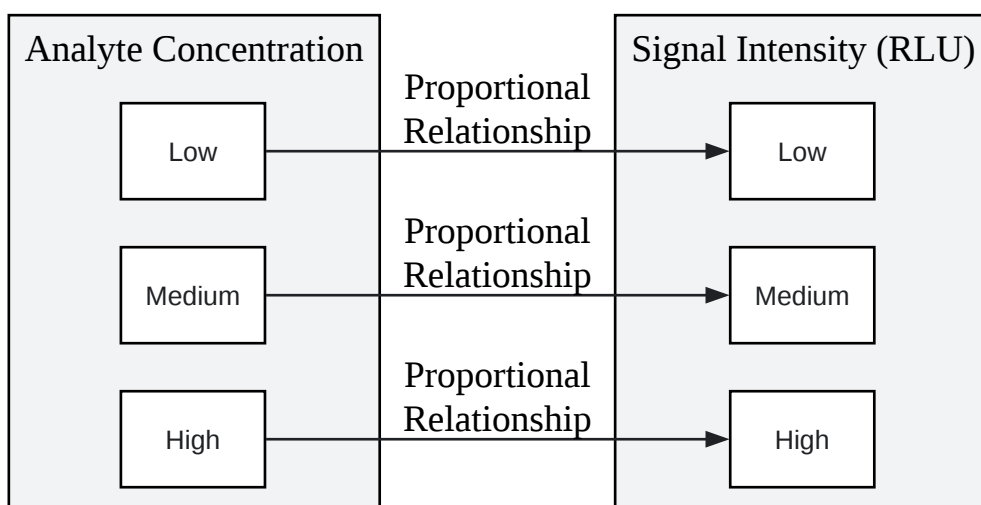 Analyte Concentration
Signal Intensity (RLU)
Proportional
Relationship
Low
Low
Proportional
Relationship
Medium
Medium
Proportional
Relationship
High
High